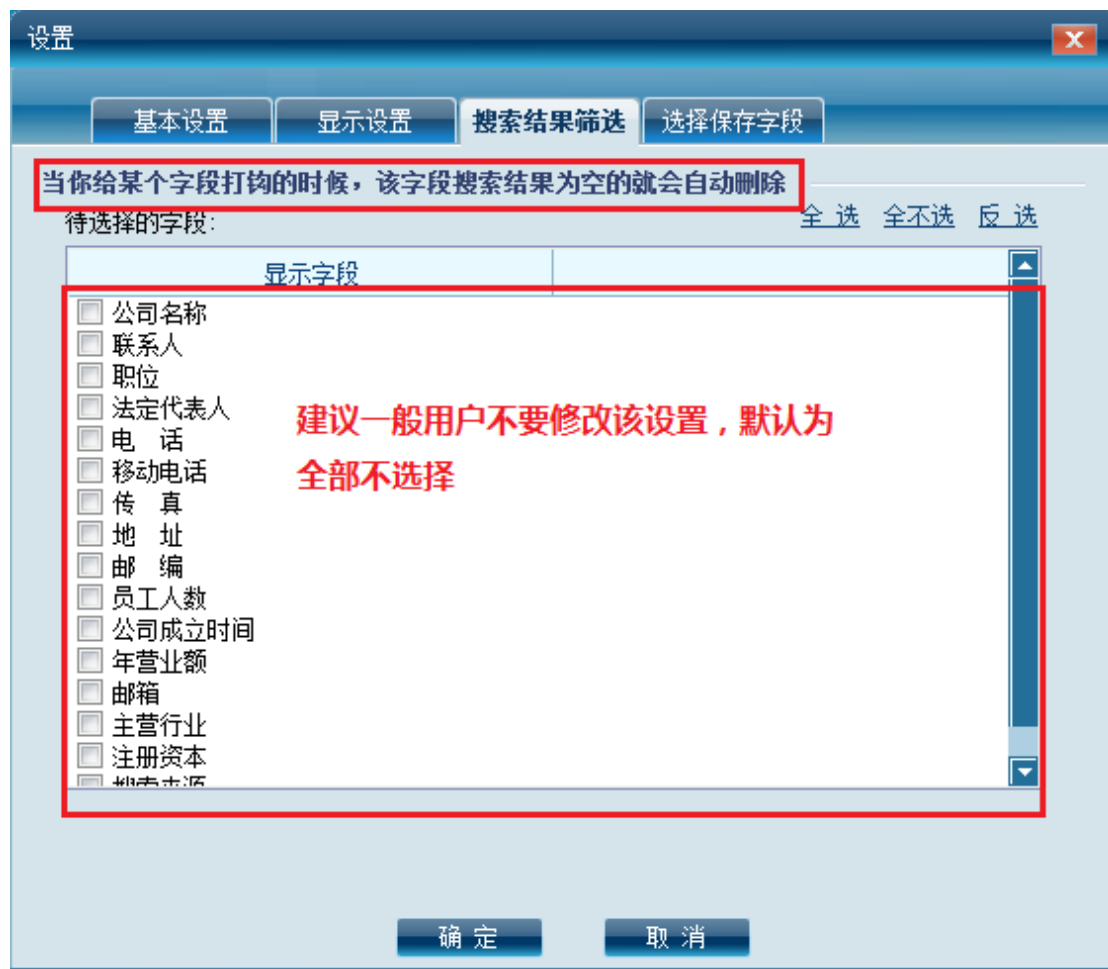 设置
基本设置 显示设置 搜索结果筛选 选择保存字段
当你给某个字段打钩的时候，该字段搜索结果为空的就会自动删除
待选择的字段: 全 选 全不选 反 选
显示字段
公司名称
联系人
职位
法定代表人
电 话
移动电话
传 真
地 址
邮 编
员工人数
公司成立时间
年营业额
邮箱
主营行业
注册资本
搜索来源
建议一般用户不要修改该设置，默认为
全部不选择
确 定 取 消